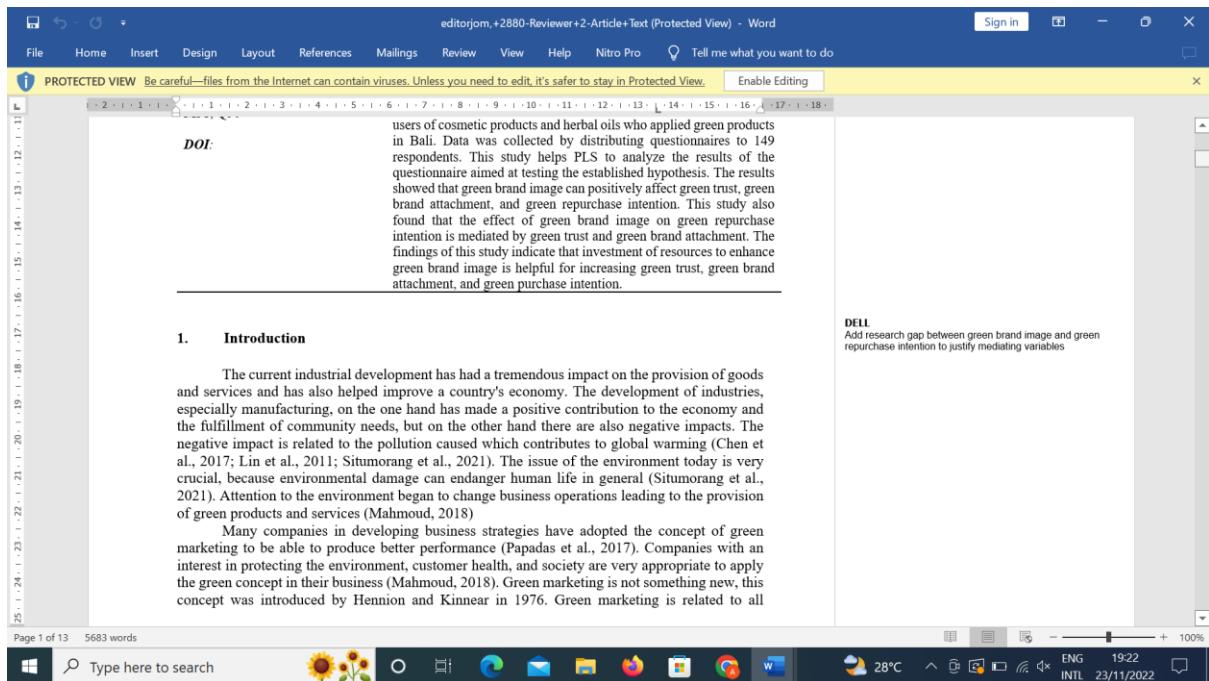 editorjom,+2880-Reviewer+2-Article+Text (Protected View) - Word
Sign in
File Home Insert Design Layout References Mailings Review View Help Nitro Pro Tell me what you want to do
PROTECTED VIEW Be careful—files from the Internet can contain viruses. Unless you need to edit, it's safer to stay in Protected View. Enable Editing
2 1 1 2 3 4 5 6 7 8 9 10 11 12 13 14 15 16 17 18
users of cosmetic products and herbal oils who applied green products
DOI: in Bali. Data was collected by distributing questionnaires to 149
respondents. This study helps PLS to analyze the results of the
questionnaire aimed at testing the established hypothesis. The results
showed that green brand image can positively affect green trust, green
brand attachment, and green repurchase intention. This study also
found that the effect of green brand image on green repurchase
intention is mediated by green trust and green brand attachment. The
findings of this study indicate that investment of resources to enhance
green brand image is helpful for increasing green trust, green brand
attachment, and green purchase intention.
DELL
Add research gap between green brand image and green
repurchase intention to justify mediating variables
1. Introduction
The current industrial development has had a tremendous impact on the provision of goods
and services and has also helped improve a country's economy. The development of industries,
especially manufacturing, on the one hand has made a positive contribution to the economy and
the fulfillment of community needs, but on the other hand there are also negative impacts. The
negative impact is related to the pollution caused which contributes to global warming (Chen et
al., 2017; Lin et al., 2011; Situmorang et al., 2021). The issue of the environment today is very
crucial, because environmental damage can endanger human life in general (Situmorang et al.,
2021). Attention to the environment began to change business operations leading to the provision
of green products and services (Mahmoud, 2018)
Many companies in developing business strategies have adopted the concept of green
marketing to be able to produce better performance (Papadas et al., 2017). Companies with an
interest in protecting the environment, customer health, and society are very appropriate to apply
the green concept in their business (Mahmoud, 2018). Green marketing is not something new, this
concept was introduced by Hennion and Kinnear in 1976. Green marketing is related to all
Page 1 of 13 5683 words
100%
Type here to search
28°C
ENG
INTL
19:22
23/11/2022